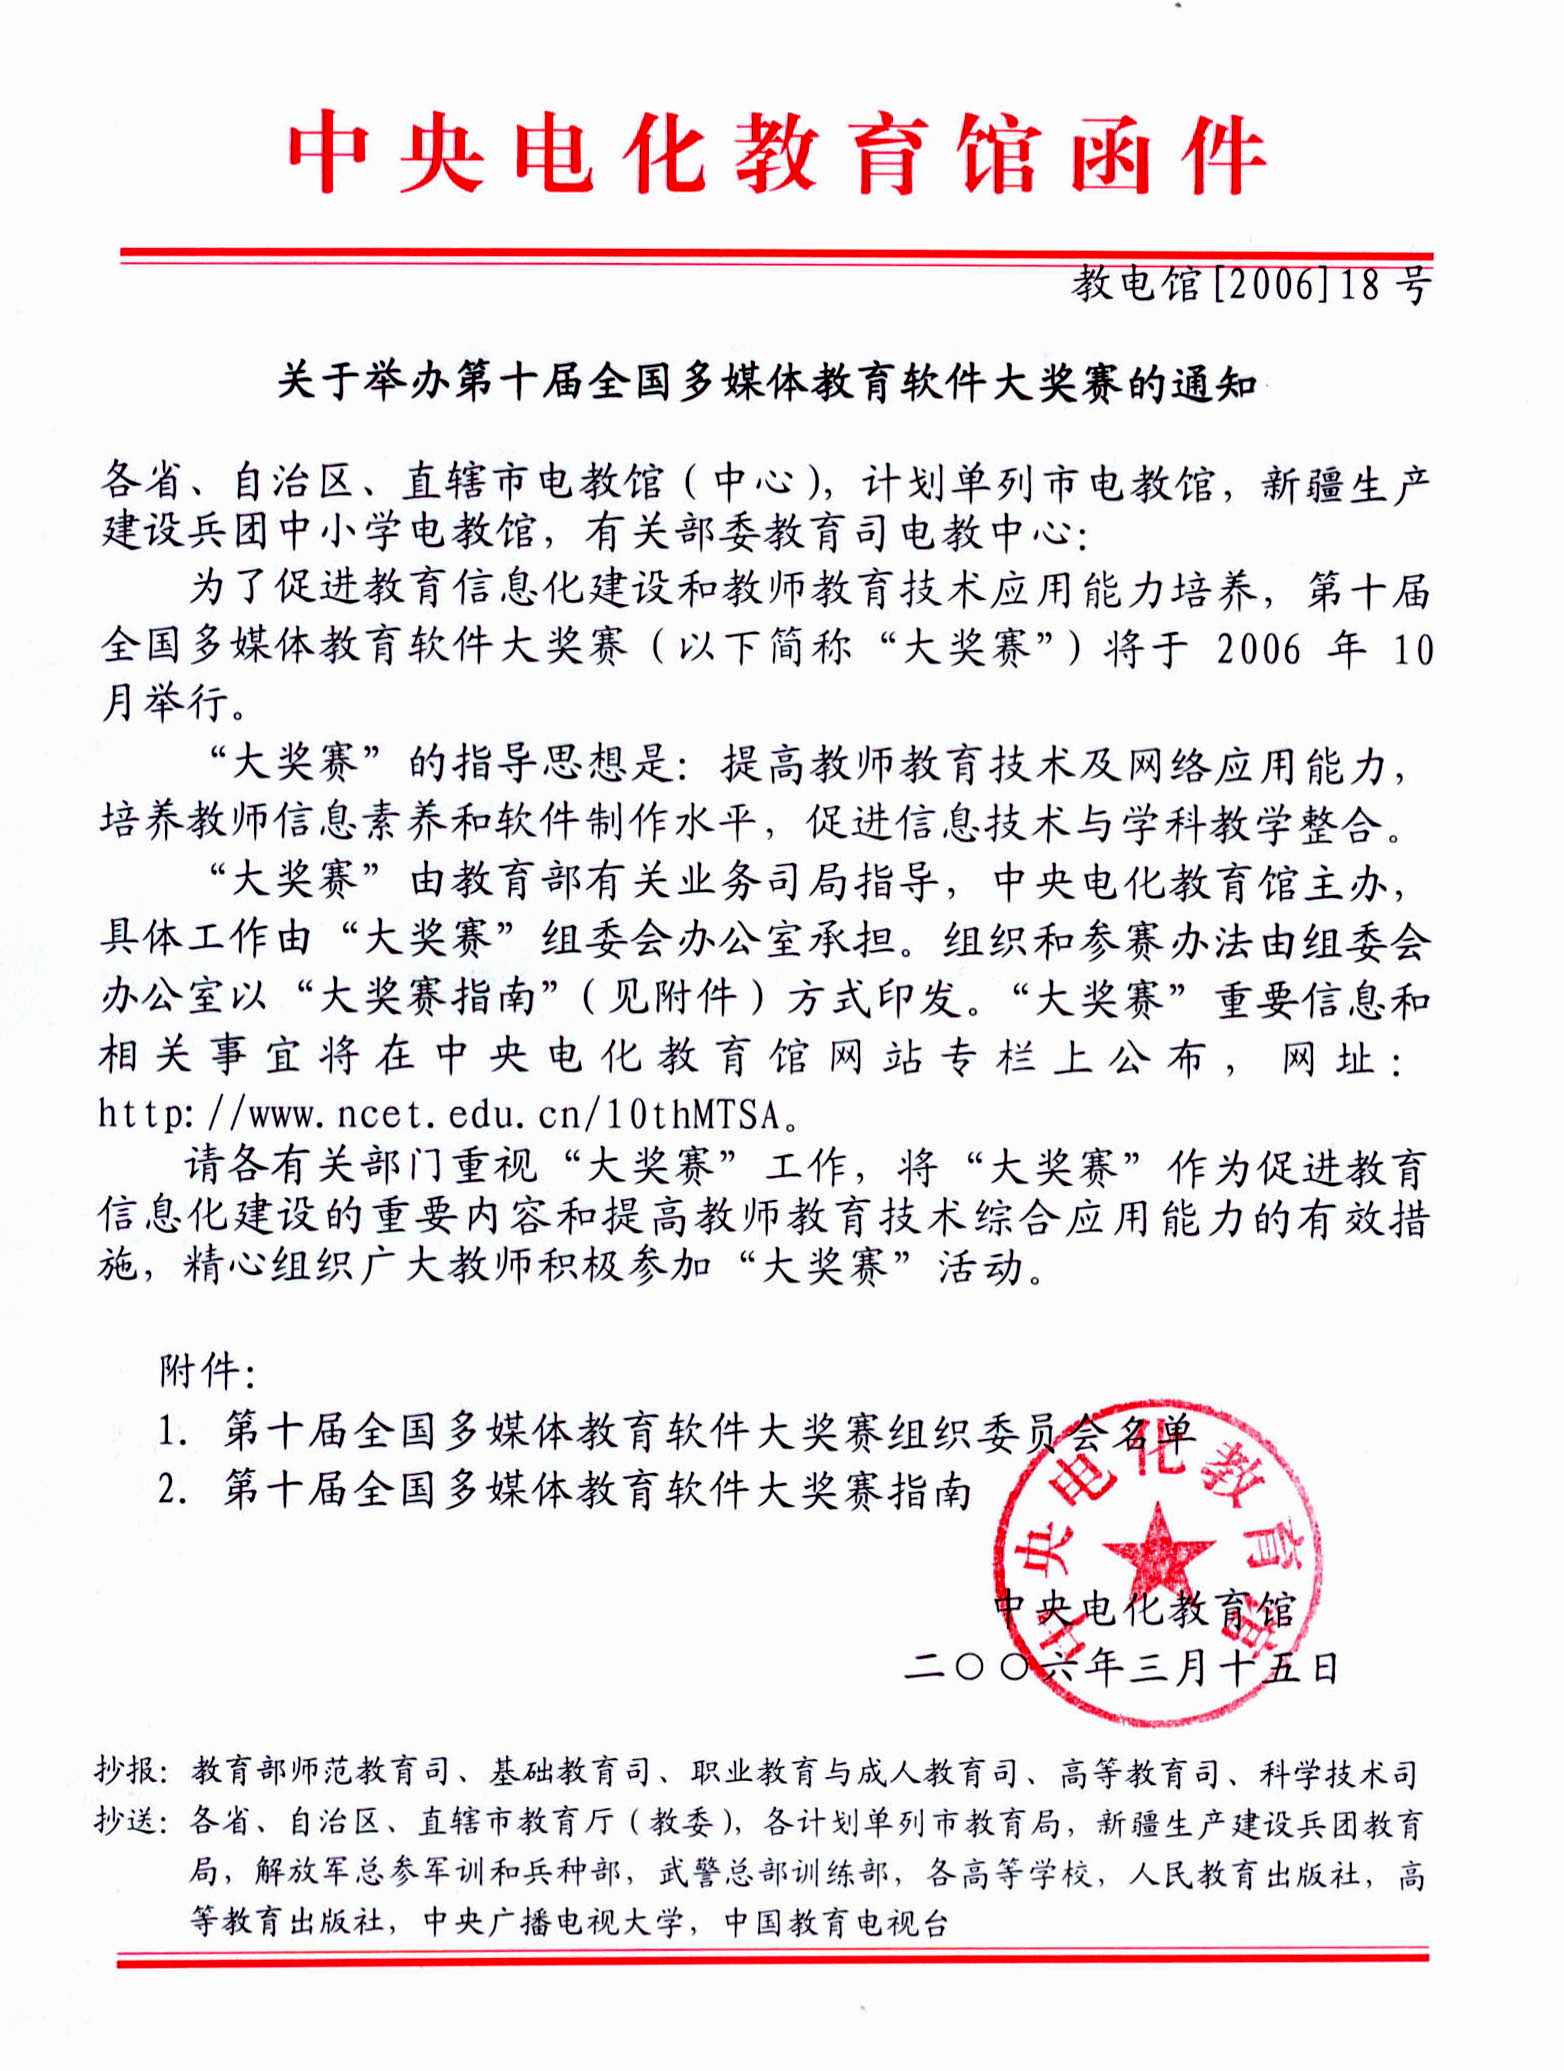 中央电化教育馆函件
教电馆[2006]18 号
关于举办第十届全国多媒体教育软件大奖赛的通知
各省、自治区、直辖市电教馆（中心），计划单列市电教馆，新疆生产
建设兵团中小学电教馆，有关部委教育司电教中心：
为了促进教育信息化建设和教师教育技术应用能力培养，第十届
全国多媒体教育软件大奖赛（以下简称“大奖赛”）将于 2006 年 10
月举行。
“大奖赛”的指导思想是：提高教师教育技术及网络应用能力，
培养教师信息素养和软件制作水平，促进信息技术与学科教学整合。
“大奖赛”由教育部有关业务司局指导，中央电化教育馆主办，
具体工作由“大奖赛”组委会办公室承担。组织和参赛办法由组委会
办公室以“大奖赛指南”（见附件）方式印发。“大奖赛”重要信息和
相关事宜将在中央电化教育馆网站专栏上公布，网址：
http://www.ncet.edu.cn/10thMTSA。
请各有关部门重视“大奖赛”工作，将“大奖赛”作为促进教育
信息化建设的重要内容和提高教师教育技术综合应用能力的有效措
施，精心组织广大教师积极参加“大奖赛”活动。
附件：
1. 第十届全国多媒体教育软件大奖赛组织委员会名单
2. 第十届全国多媒体教育软件大奖赛指南
中央电化教育馆
中央电化教育馆
二〇〇六年三月十五日
抄报：教育部师范教育司、基础教育司、职业教育与成人教育司、高等教育司、科学技术司
抄送：各省、自治区、直辖市教育厅（教委），各计划单列市教育局，新疆生产建设兵团教育
局，解放军总参军训和兵种部，武警总部训练部，各高等学校，人民教育出版社，高
等教育出版社，中央广播电视大学，中国教育电视台